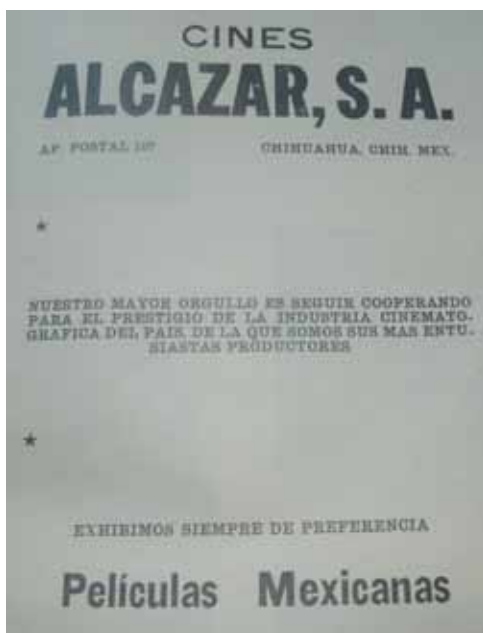 CINES
ALCAZAR, S. A.
AP. POSTAL 107 CHIHUAHUA, CHIH. MEX.
NUESTRO MAYOR ORGULLO ES SEGUIR COOPERANDO
PARA EL PRESTIGIO DE LA INDUSTRIA CINEMATO-
GRAFICA DEL PAIS, DE LA QUE SOMOS SUS MAS ENTU-
SIASTAS PRODUCTORES
EXHIBIMOS SIEMPRE DE PREFERENCIA
Películas Mexicanas